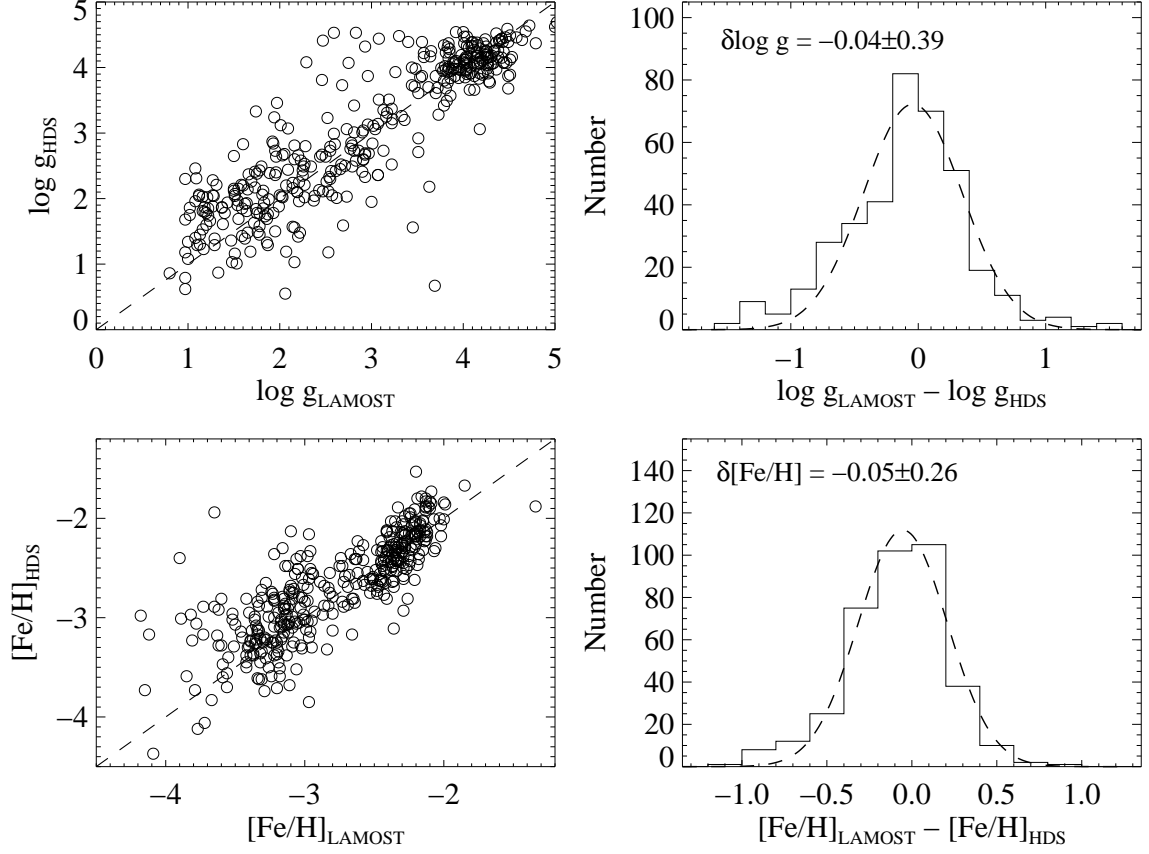 5
4
3
2
1
0
log g_HDS
0 1 2 3 4 5
log g_LAMOST
100
80
60
40
20
0
Number
δlog g = −0.04±0.39
−1 0 1
log g_LAMOST − log g_HDS
−2
−3
−4
[Fe/H]_HDS
−4 −3 −2
[Fe/H]_LAMOST
140
120
100
80
60
40
20
0
Number
δ[Fe/H] = −0.05±0.26
−1.0 −0.5 0.0 0.5 1.0
[Fe/H]_LAMOST − [Fe/H]_HDS